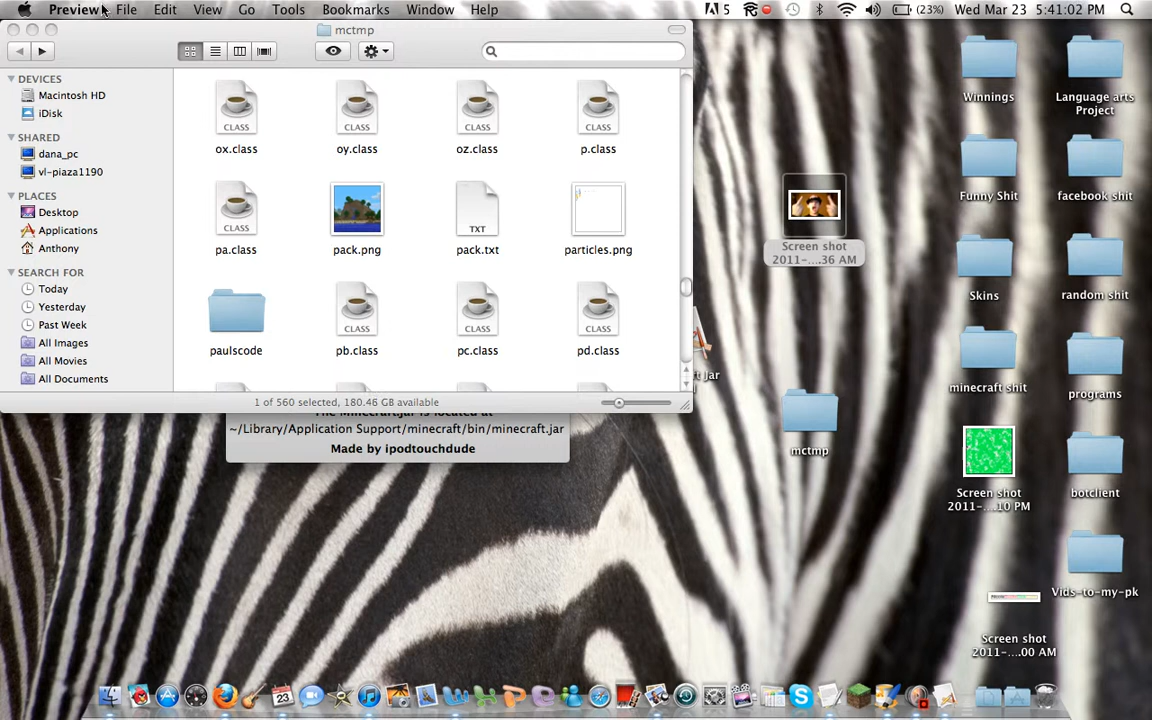 Preview File Edit View Go Tools Bookmarks Window Help 5 (23%) Wed Mar 23 5:41:02 PM
mctmp
DEVICES
Macintosh HD
iDisk
SHARED
dana_pc
vl-piaza1190
PLACES
Desktop
Applications
Anthony
SEARCH FOR
Today
Yesterday
Past Week
All Images
All Movies
All Documents
CLASS CLASS CLASS CLASS
ox.class oy.class oz.class p.class
CLASS TXT
pa.class pack.png pack.txt particles.png
CLASS CLASS CLASS
paulscode pb.class pc.class pd.class
1 of 560 selected, 180.46 GB available
The Minecraft.jar is located at
~/Library/Application Support/minecraft/bin/minecraft.jar
Made by ipodtouchdude
Screen shot
2011-....36 AM
Jar
mctmp
Winnings
Language arts
Project
Funny Shit
facebook shit
Skins
random shit
minecraft shit
programs
Screen shot
2011-....10 PM
botclient
Vids-to-my-pk
Screen shot
2011-....00 AM
23